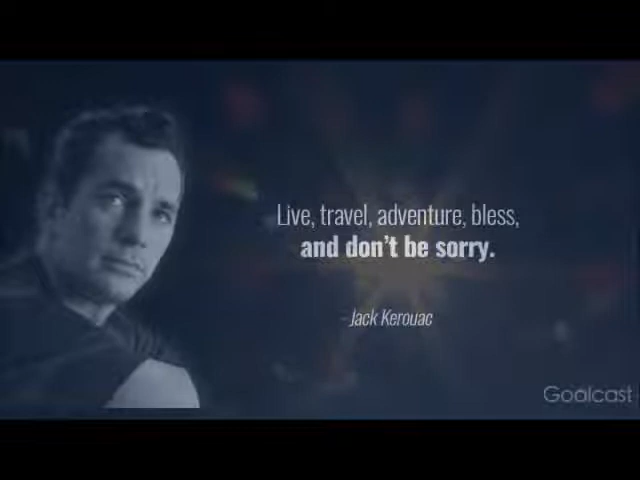 Live, travel, adventure, bless,
and don't be sorry.
-Jack Kerouac
Goalcast